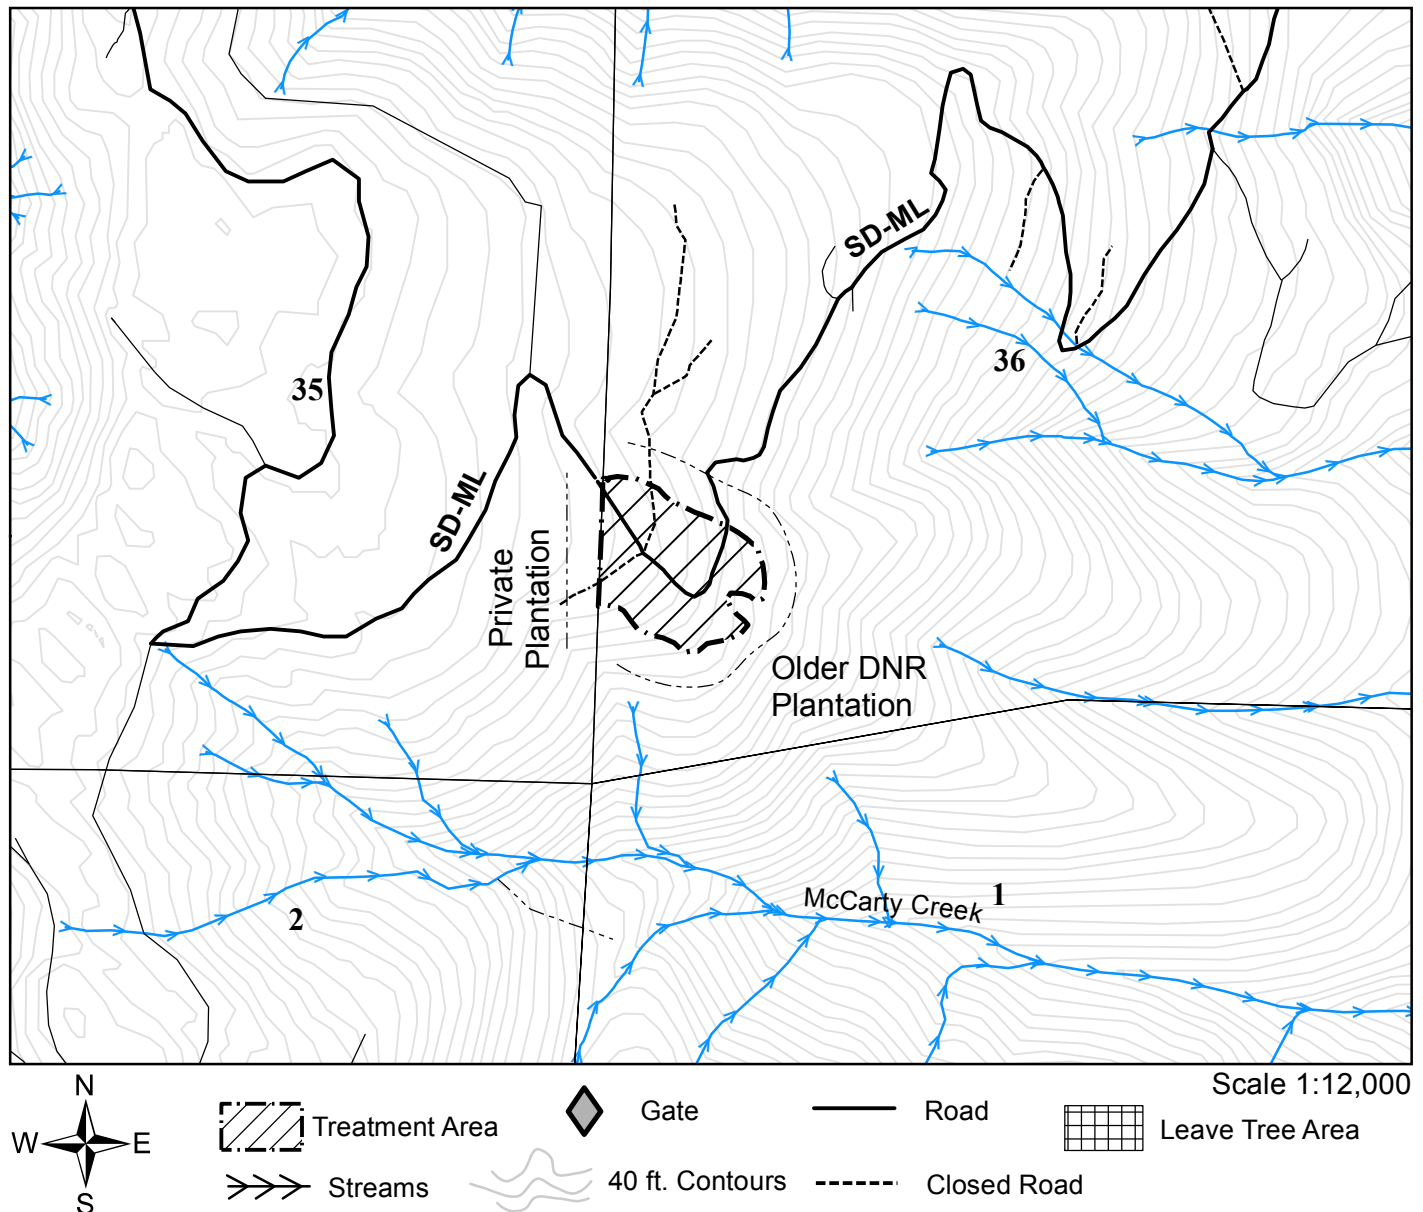 SD-ML
36
35
SD-ML
Private
Plantation
Older DNR
Plantation
McCarty Creek
1
2
Scale 1:12,000
N
W
E
S
Treatment Area
Gate
Road
Leave Tree Area
Streams
40 ft. Contours
Closed Road